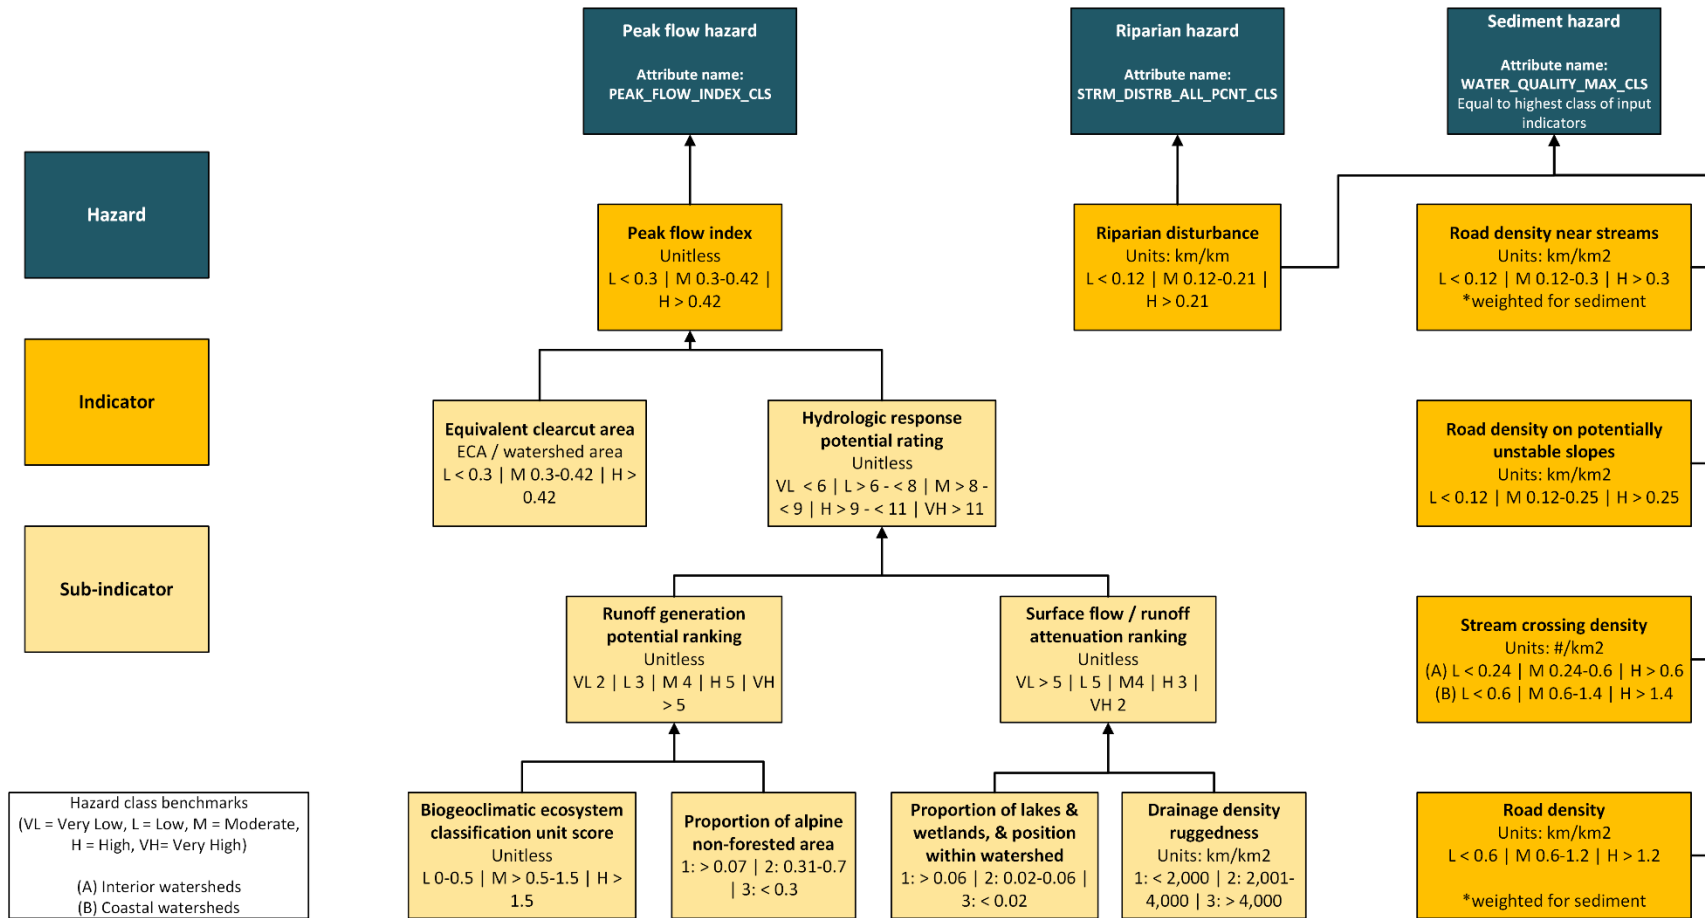 Peak flow hazard
Attribute name:
PEAK_FLOW_INDEX_CLS
Riparian hazard
Attribute name:
STRM_DISTRB_ALL_PCNT_CLS
Sediment hazard
Attribute name:
WATER_QUALITY_MAX_CLS
Equal to highest class of input
indicators
Hazard
Indicator
Sub-indicator
Peak flow index
Unitless
L < 0.3 | M 0.3-0.42 |
H > 0.42
Riparian disturbance
Units: km/km
L < 0.12 | M 0.12-0.21 |
H > 0.21
Road density near streams
Units: km/km2
L < 0.12 | M 0.12-0.3 | H > 0.3
*weighted for sediment
Equivalent clearcut area
ECA / watershed area
L < 0.3 | M 0.3-0.42 | H >
0.42
Hydrologic response
potential rating
Unitless
VL < 6 | L > 6 - < 8 | M > 8 -
< 9 | H > 9 - < 11 | VH > 11
Road density on potentially
unstable slopes
Units: km/km2
L < 0.12 | M 0.12-0.25 | H > 0.25
Runoff generation
potential ranking
Unitless
VL 2 | L 3 | M 4 | H 5 | VH
> 5
Surface flow / runoff
attenuation ranking
Unitless
VL > 5 | L 5 | M4 | H 3 |
VH 2
Stream crossing density
Units: #/km2
(A) L < 0.24 | M 0.24-0.6 | H > 0.6
(B) L < 0.6 | M 0.6-1.4 | H > 1.4
Hazard class benchmarks
(VL = Very Low, L = Low, M = Moderate,
H = High, VH= Very High)
(A) Interior watersheds
(B) Coastal watersheds
Biogeoclimatic ecosystem
classification unit score
Unitless
L 0-0.5 | M > 0.5-1.5 | H >
1.5
Proportion of alpine
non-forested area
1: > 0.07 | 2: 0.31-0.7
| 3: < 0.3
Proportion of lakes &
wetlands, & position
within watershed
1: > 0.06 | 2: 0.02-0.06 |
3: < 0.02
Drainage density
ruggedness
Units: km/km2
1: < 2,000 | 2: 2,001-
4,000 | 3: > 4,000
Road density
Units: km/km2
L < 0.6 | M 0.6-1.2 | H > 1.2
*weighted for sediment